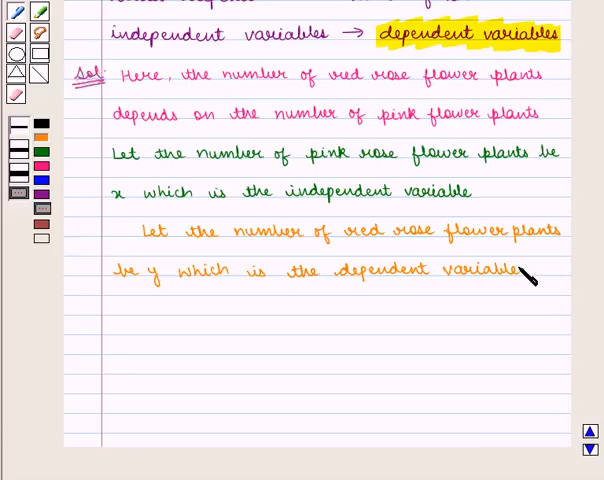 independent variables → dependent variables
Sol: Here, the number of red rose flower plants
depends on the number of pink flower plants
Let the number of pink rose flower plants be
x which is the independent variable
Let the number of red rose flower plants
be y which is the dependent variable